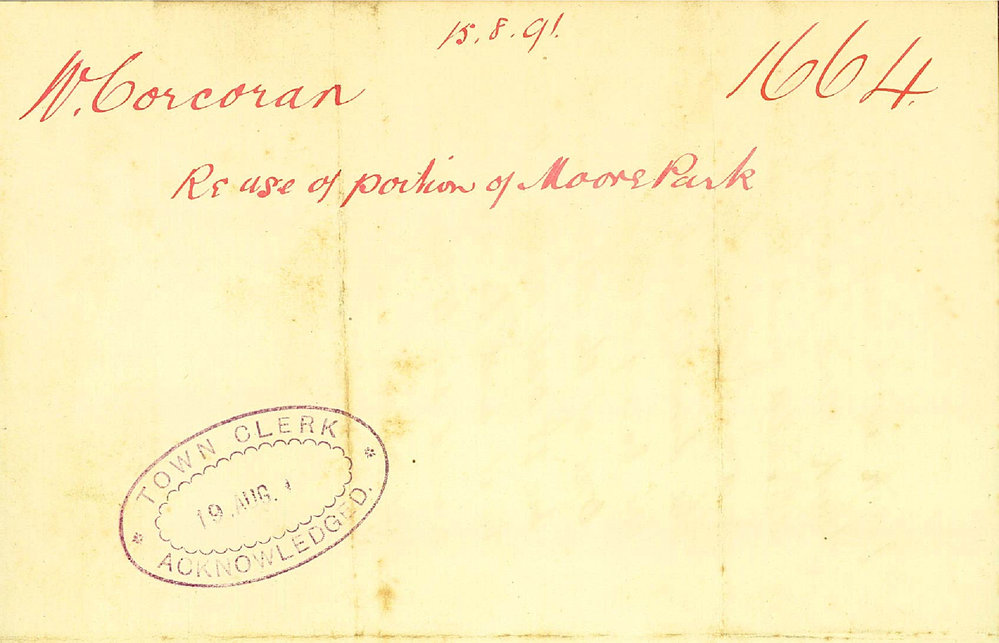 15.8.91.
W. Corcoran
1664.
Re use of portion of Moore Park
TOWN CLERK
19 AUG.
ACKNOWLEDGED.